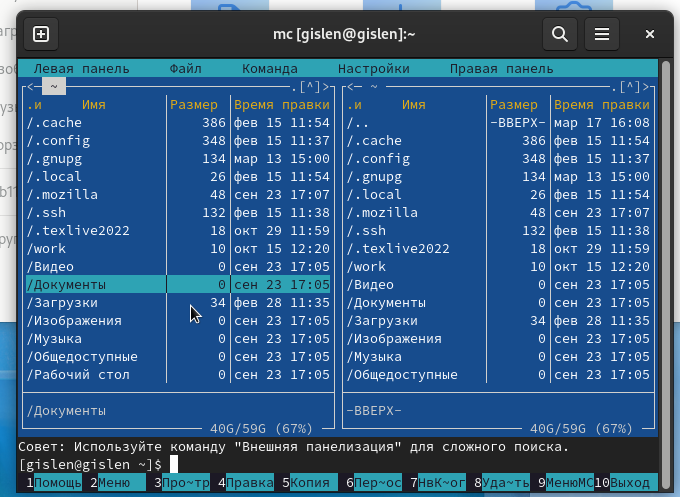 mc [gislen@gislen]:~
Левая панель Файл Команда Настройки Правая панель
<─ ~ ─.[^]> <─ ~ ─.[^]>
.и Имя Размер Время правки .и Имя Размер Время правки
/.cache 386 фев 15 11:54 /.. -ВВЕРХ- мар 17 16:08
/.config 348 фев 15 11:37 /.cache 386 фев 15 11:54
/.gnupg 134 мар 13 15:00 /.config 348 фев 15 11:37
/.local 26 фев 15 11:54 /.gnupg 134 мар 13 15:00
/.mozilla 48 сен 23 17:07 /.local 26 фев 15 11:54
/.ssh 132 фев 15 11:38 /.mozilla 48 сен 23 17:07
/.texlive2022 18 окт 29 11:59 /.ssh 132 фев 15 11:38
/work 10 окт 15 12:20 /.texlive2022 18 окт 29 11:59
/Видео 0 сен 23 17:05 /work 10 окт 15 12:20
/Документы 0 сен 23 17:05 /Видео 0 сен 23 17:05
/Загрузки 34 фев 28 11:35 /Документы 0 сен 23 17:05
/Изображения 0 сен 23 17:05 /Загрузки 34 фев 28 11:35
/Музыка 0 сен 23 17:05 /Изображения 0 сен 23 17:05
/Общедоступные 0 сен 23 17:05 /Музыка 0 сен 23 17:05
/Рабочий стол 0 сен 23 17:05 /Общедоступные 0 сен 23 17:05
/Документы -ВВЕРХ-
40G/59G (67%) 40G/59G (67%)
Совет: Используйте команду "Внешняя панелизация" для сложного поиска.
[gislen@gislen ~]$
1Помощь 2Меню 3Про~тр 4Правка 5Копия 6Пер~ос 7НвК~ог 8Уда~ть 9МенюMC 10Выход